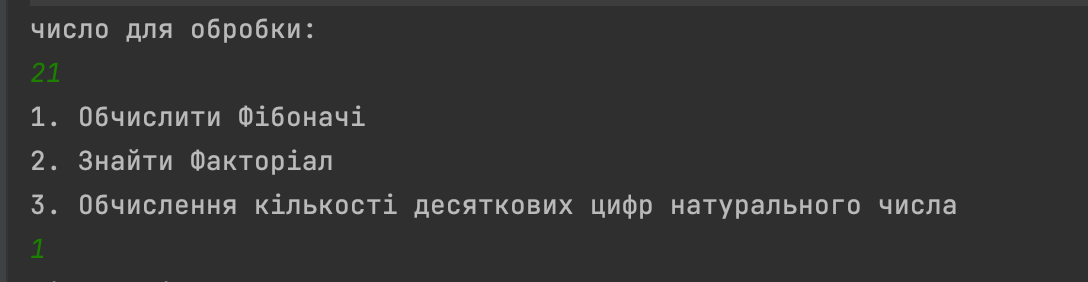 число для обробки:
21
1. Обчислити Фібоначі
2. Знайти Факторіал
3. Обчислення кількості десяткових цифр натурального числа
1